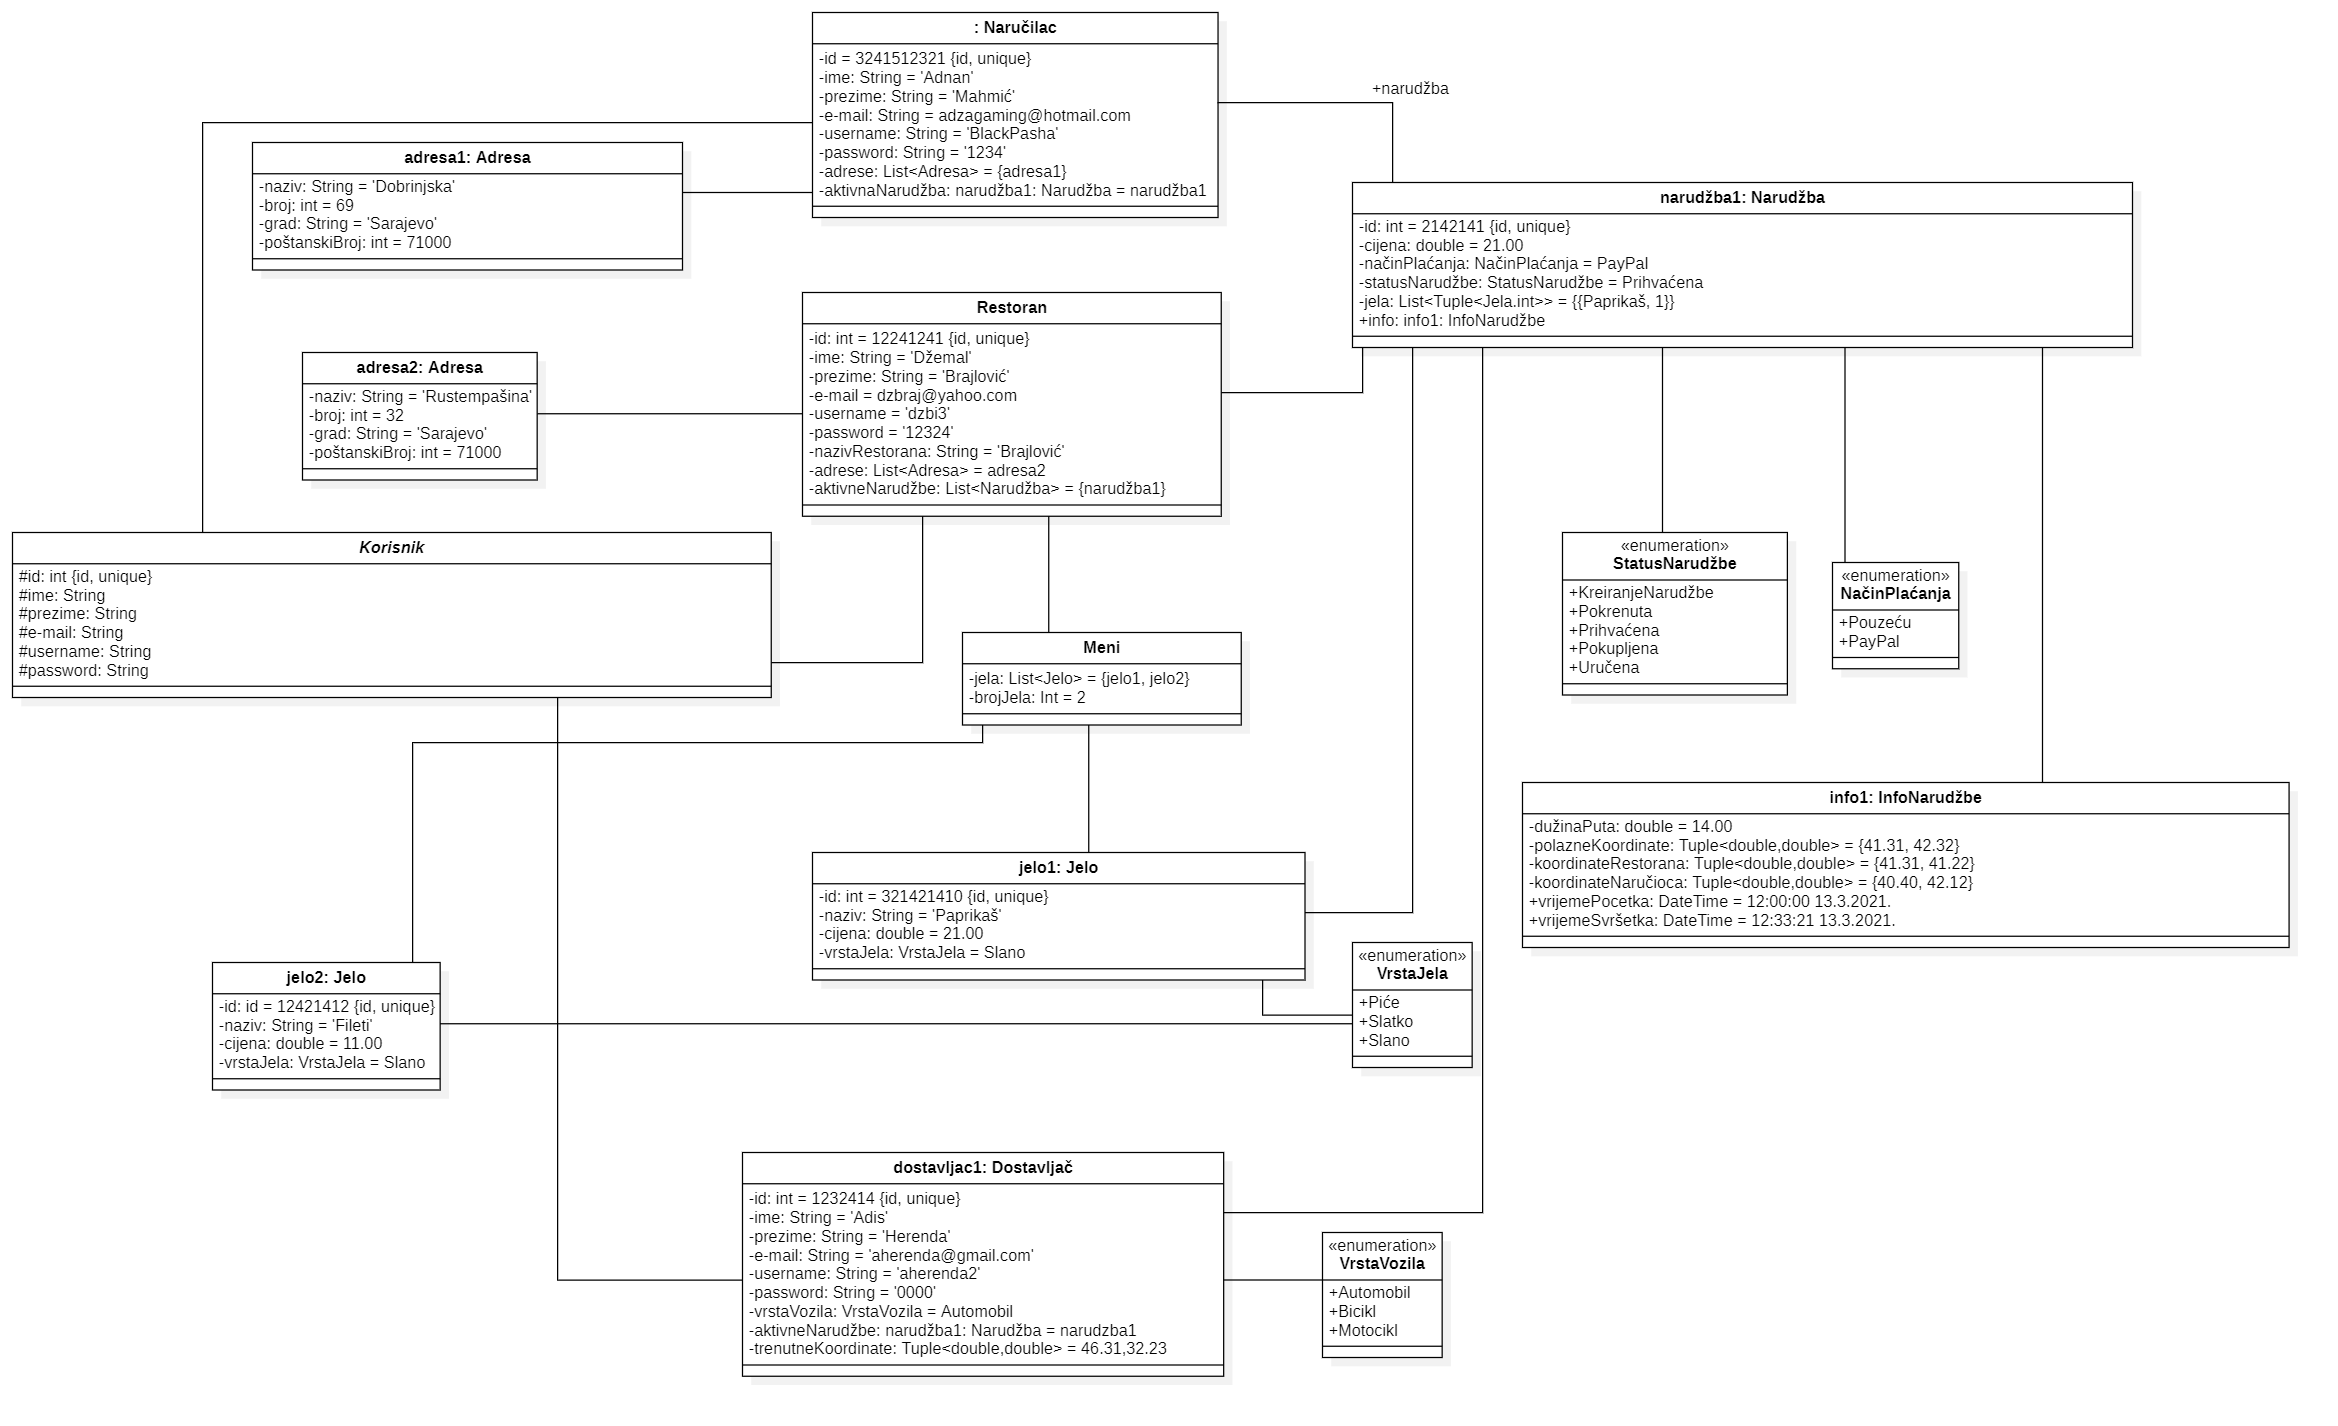 : Naručilac
-id = 3241512321 {id, unique}
-ime: String = 'Adnan'
-prezime: String = 'Mahmić'
-e-mail: String = adzagaming@hotmail.com
-username: String = 'BlackPasha'
-password: String = '1234'
-adrese: List<Adresa> = {adresa1}
-aktivnaNarudžba: narudžba1: Narudžba = narudžba1
+narudžba
adresa1: Adresa
-naziv: String = 'Dobrinjska'
-broj: int = 69
-grad: String = 'Sarajevo'
-poštanskiBroj: int = 71000
narudžba1: Narudžba
-id: int = 2142141 {id, unique}
-cijena: double = 21.00
-načinPlaćanja: NačinPlaćanja = PayPal
-statusNarudžbe: StatusNarudžbe = Prihvaćena
-jela: List<Tuple<Jela.int>> = {{Paprikaš, 1}}
+info: info1: InfoNarudžbe
Restoran
-id: int = 12241241 {id, unique}
-ime: String = 'Džemal'
-prezime: String = 'Brajlović'
-e-mail = dzbraj@yahoo.com
-username = 'dzbi3'
-password = '12324'
-nazivRestorana: String = 'Brajlović'
-adrese: List<Adresa> = adresa2
-aktivneNarudžbe: List<Narudžba> = {narudžba1}
adresa2: Adresa
-naziv: String = 'Rustempašina'
-broj: int = 32
-grad: String = 'Sarajevo'
-poštanskiBroj: int = 71000
Korisnik
#id: int {id, unique}
#ime: String
#prezime: String
#e-mail: String
#username: String
#password: String
«enumeration»
StatusNarudžbe
+KreiranjeNarudžbe
+Pokrenuta
+Prihvaćena
+Pokupljena
+Uručena
«enumeration»
NačinPlaćanja
+Pouzeću
+PayPal
Meni
-jela: List<Jelo> = {jelo1, jelo2}
-brojJela: Int = 2
info1: InfoNarudžbe
-dužinaPuta: double = 14.00
-polazneKoordinate: Tuple<double,double> = {41.31, 42.32}
-koordinateRestorana: Tuple<double,double> = {41.31, 41.22}
-koordinateNaručioca: Tuple<double,double> = {40.40, 42.12}
+vrijemePocetka: DateTime = 12:00:00 13.3.2021.
+vrijemeSvršetka: DateTime = 12:33:21 13.3.2021.
jelo1: Jelo
-id: int = 321421410 {id, unique}
-naziv: String = 'Paprikaš'
-cijena: double = 21.00
-vrstaJela: VrstaJela = Slano
«enumeration»
VrstaJela
+Piće
+Slatko
+Slano
jelo2: Jelo
-id: id = 12421412 {id, unique}
-naziv: String = 'Fileti'
-cijena: double = 11.00
-vrstaJela: VrstaJela = Slano
dostavljac1: Dostavljač
-id: int = 1232414 {id, unique}
-ime: String = 'Adis'
-prezime: String = 'Herenda'
-e-mail: String = 'aherenda@gmail.com'
-username: String = 'aherenda2'
-password: String = '0000'
-vrstaVozila: VrstaVozila = Automobil
-aktivneNarudžbe: narudžba1: Narudžba = narudzba1
-trenutneKoordinate: Tuple<double,double> = 46.31,32.23
«enumeration»
VrstaVozila
+Automobil
+Bicikl
+Motocikl